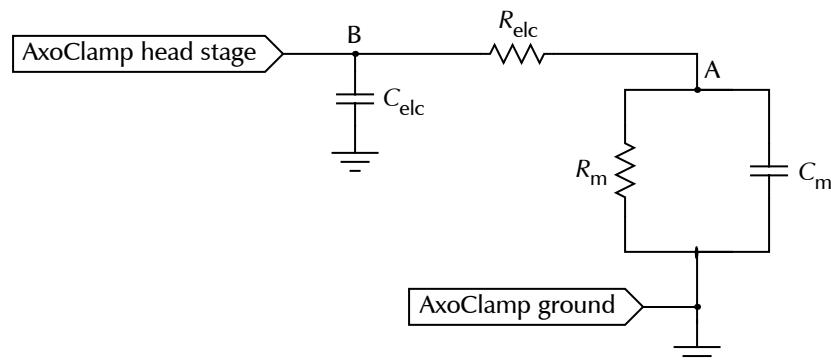 R_elc
B
AxoClamp head stage
A
C_elc
R_m
C_m
AxoClamp ground